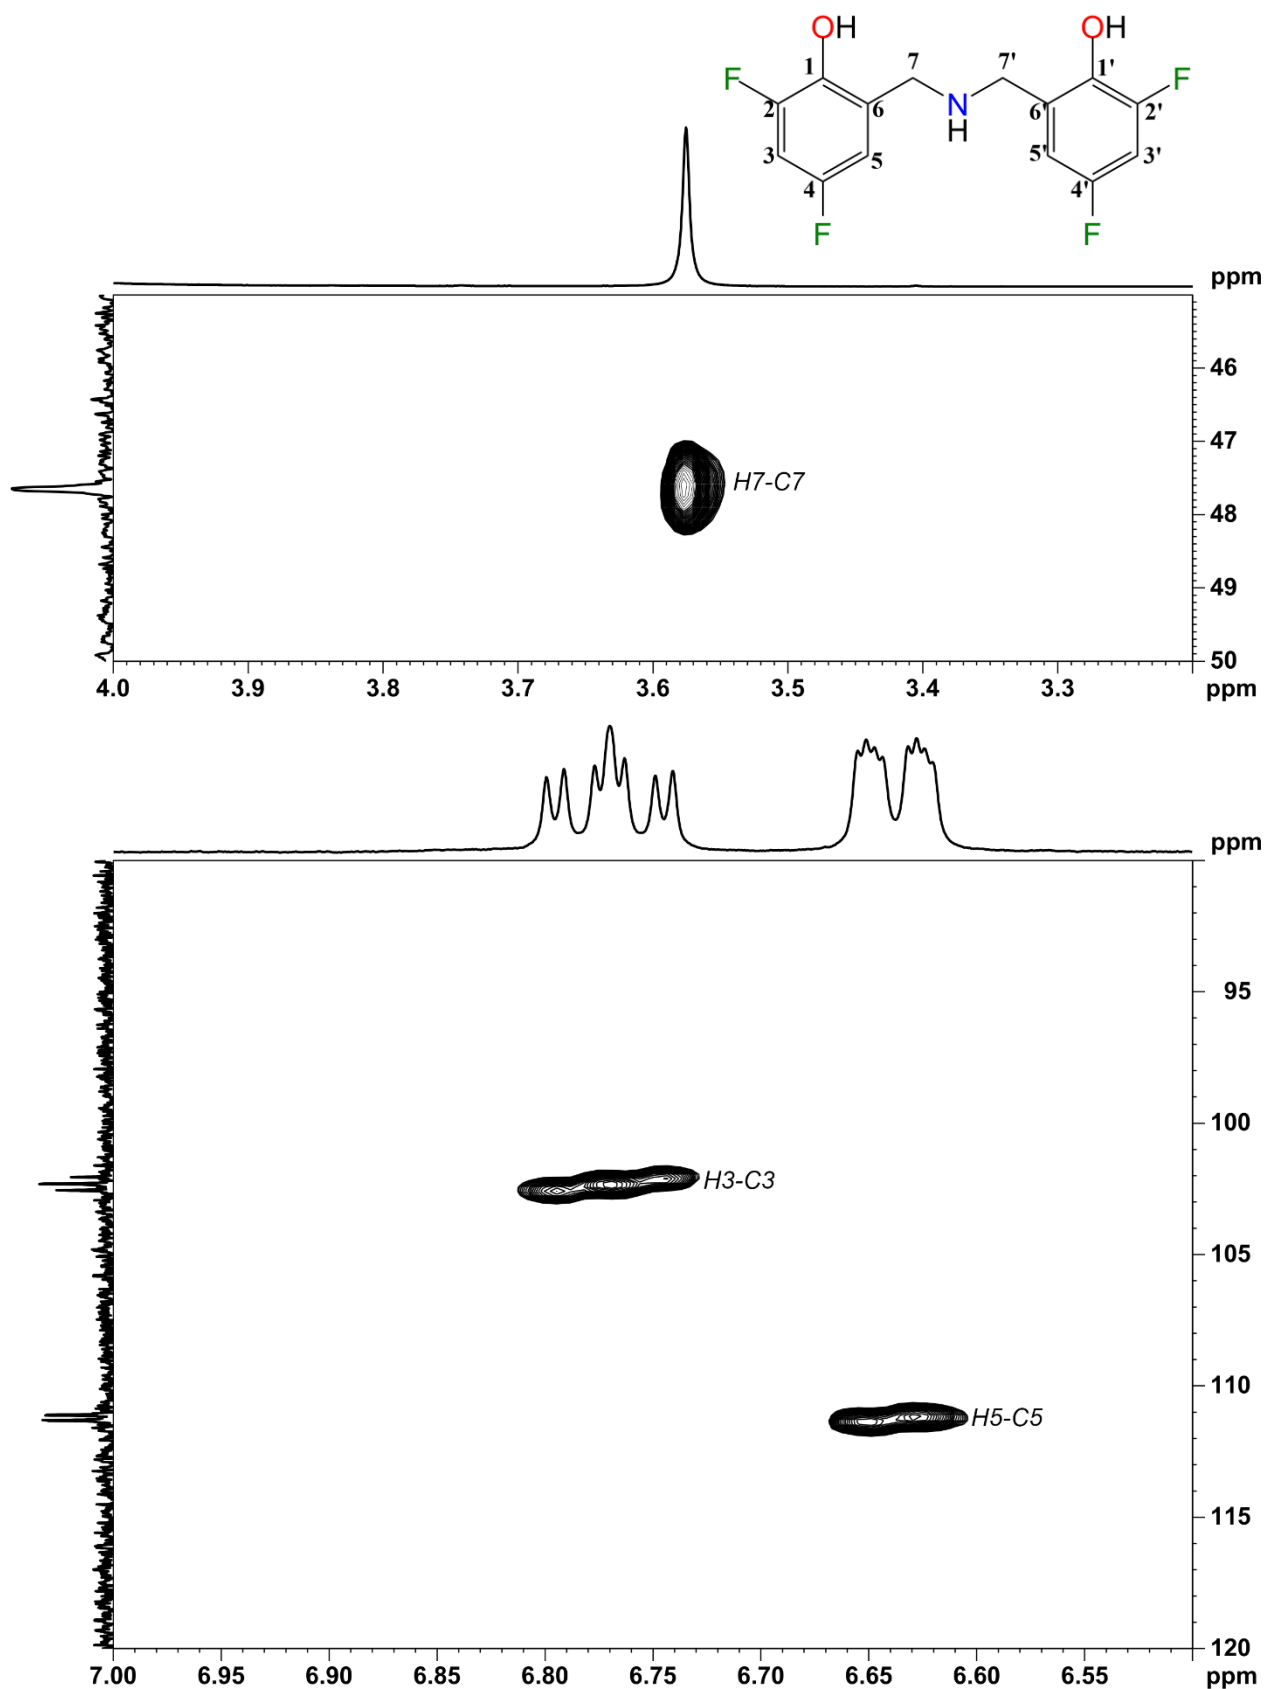 OH OH
7 7'
F 1 1' F
2 6 N 6' 2'
H
3 5 5' 3'
4 4'
F F
ppm
46
47
H7-C7
48
49
50
4.0 3.9 3.8 3.7 3.6 3.5 3.4 3.3 ppm
ppm
95
100
H3-C3
105
110
H5-C5
115
120
7.00 6.95 6.90 6.85 6.80 6.75 6.70 6.65 6.60 6.55 ppm